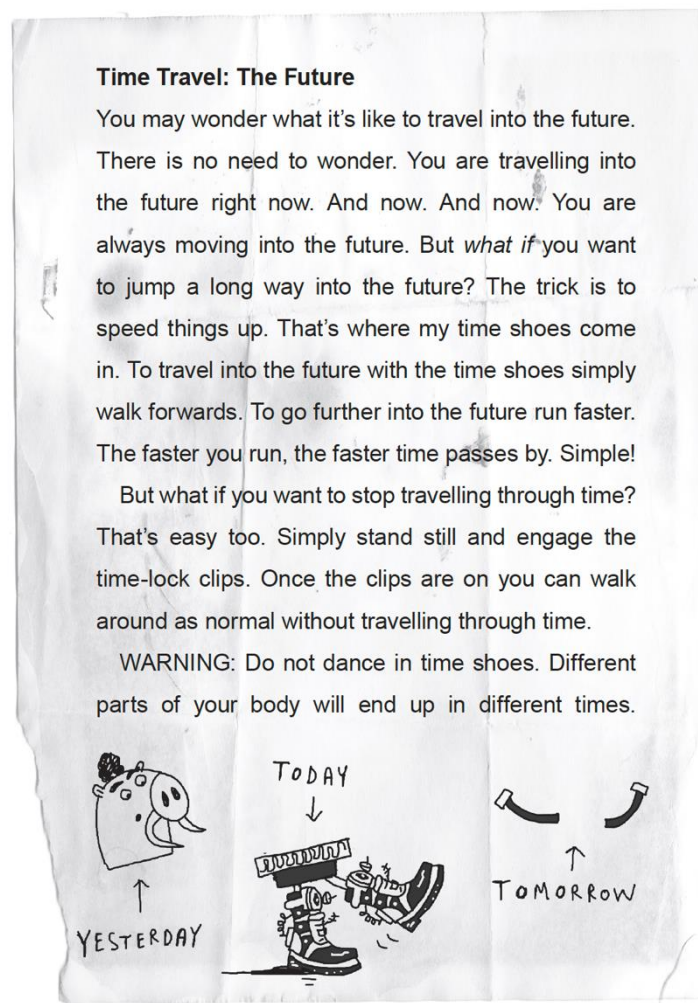 Time Travel: The Future
You may wonder what it’s like to travel into the future.
There is no need to wonder. You are travelling into
the future right now. And now. And now. You are
always moving into the future. But what if you want
to jump a long way into the future? The trick is to
speed things up. That’s where my time shoes come
in. To travel into the future with the time shoes simply
walk forwards. To go further into the future run faster.
The faster you run, the faster time passes by. Simple!
But what if you want to stop travelling through time?
That’s easy too. Simply stand still and engage the
time-lock clips. Once the clips are on you can walk
around as normal without travelling through time.
WARNING: Do not dance in time shoes. Different
parts of your body will end up in different times.
YESTERDAY
TODAY
TOMORROW